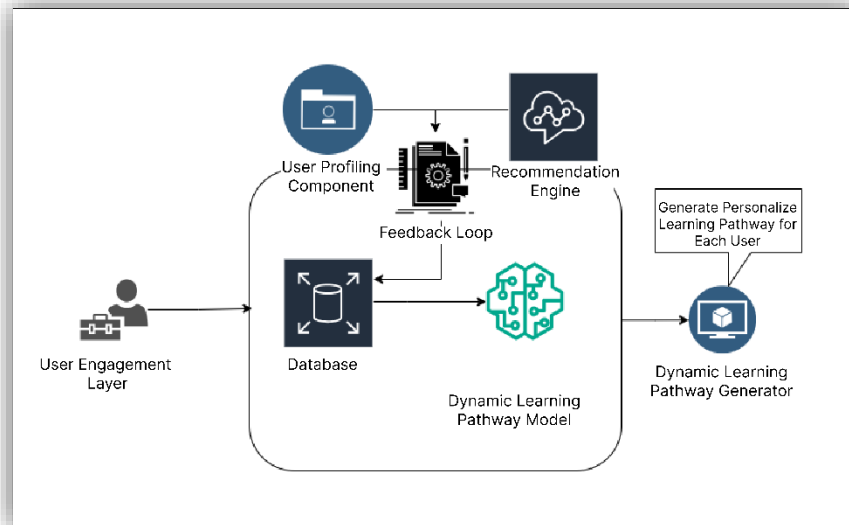 User Profiling
Component
Recommendation
Engine
Feedback Loop
Generate Personalize
Learning Pathway for
Each User
User Engagement
Layer
Database
Dynamic Learning
Pathway Model
Dynamic Learning
Pathway Generator